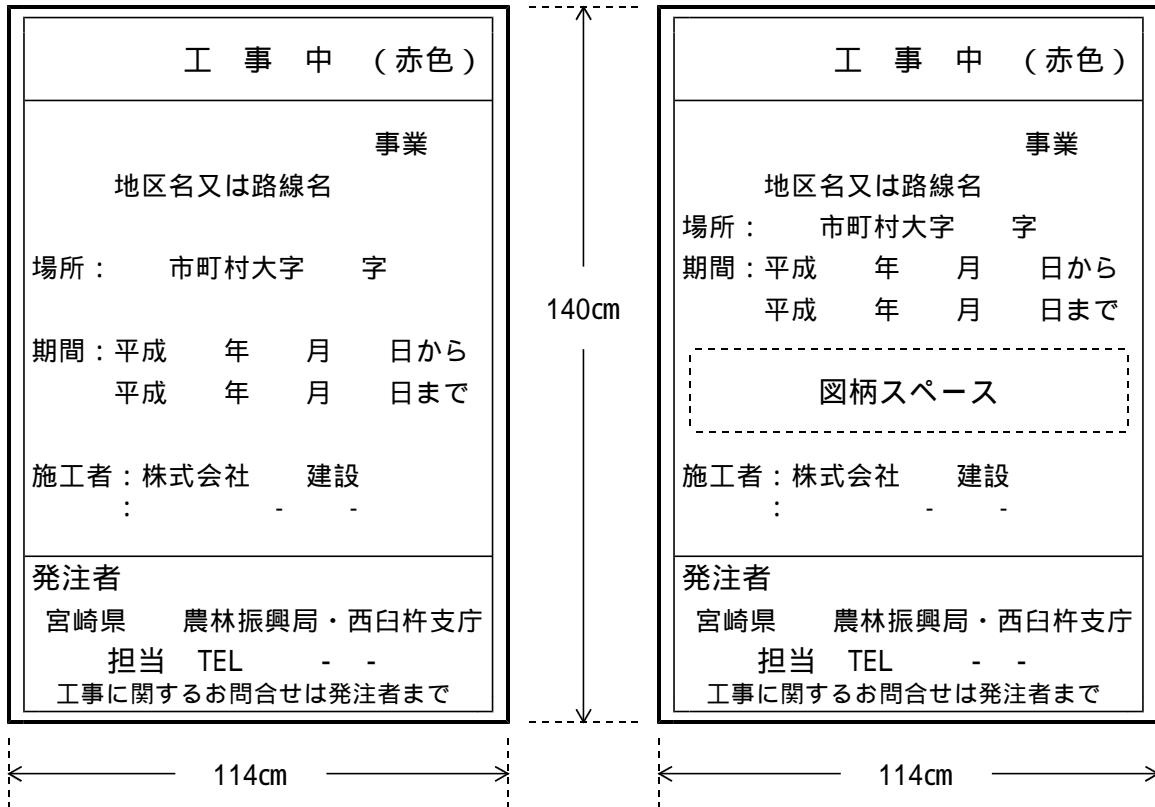 工 事 中 (赤色)
事業
地区名又は路線名
場所: 市町村大字 字
期間:平成 年 月 日から
平成 年 月 日まで
施工者:株式会社 建設
: - -
発注者
宮崎県 農林振興局・西臼杵支庁
担当 TEL - -
工事に関するお問合せは発注者まで
114cm
140cm
工 事 中 (赤色)
事業
地区名又は路線名
場所: 市町村大字 字
期間:平成 年 月 日から
平成 年 月 日まで
図柄スペース
施工者:株式会社 建設
: - -
発注者
宮崎県 農林振興局・西臼杵支庁
担当 TEL - -
工事に関するお問合せは発注者まで
114cm